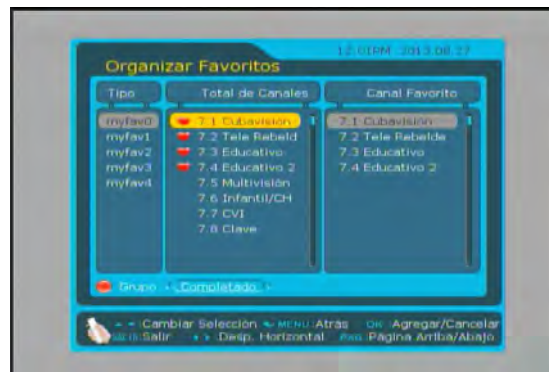 12:01PM 2013.08.27
Organizar Favoritos
Tipo
Total de Canales
Canal Favorito
myfav0
myfav1
myfav2
myfav3
myfav4
7.1 Cubavisión
7.2 Tele Rebeld
7.3 Educativo
7.4 Educativo 2
7.5 Multivisión
7.6 Infantil/CH
7.7 CVI
7.8 Clave
7.1 Cubavisión
7.2 Tele Rebelde
7.3 Educativo
7.4 Educativo 2
Grupo Completado
Cambiar Selección MENU:Atrás OK :Agregar/Cancelar
:Salir Desp. Horizontal :Página Arriba/Abajo